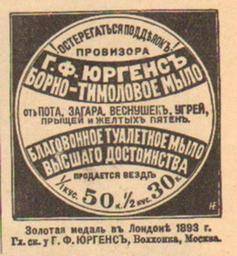 ОСТЕРЕГАТЬСЯ ПОДДѢЛОКЪ
ПРОВИЗОРА
Г.Ф. ЮРГЕНСЪ
БОРНО-ТИМОЛОВОЕ МЫЛО
отъ ПОТА, ЗАГАРА, ВЕСНУШЕКЪ, УГРЕЙ,
ПРЫЩЕЙ И ЖЕЛТЫХЪ ПЯТЕНЪ.
БЛАГОВОННОЕ ТУАЛЕТНОЕ МЫЛО
ВЫСШАГО ДОСТОИНСТВА
ПРОДАЕТСЯ ВЕЗДѢ
1/1 КУС. 50 К. 1/2 КУС. 30 К.
Золотая медаль въ Лондонѣ 1893 г.
Гл. ск. у Г. Ф. ЮРГЕНСЪ, Волхонка, Москва.